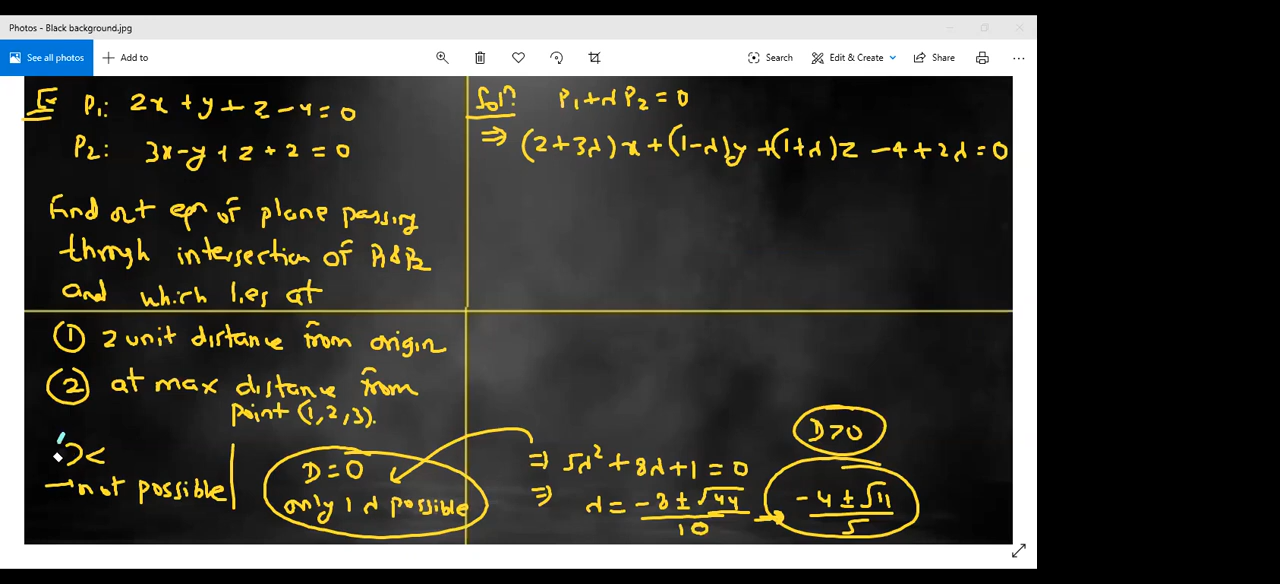 Photos - Black background.jpg
See all photos
Add to
Search
Edit & Create
Share
Ex P1: 2x + y + z - 4 = 0
P2: 3x - y + z + 2 = 0
Find out eqn of plane passing
through intersection of P1 & P2
and which lies at
① 2 unit distance from origin
② at max distance from
point (1,2,3).
→ not possible
D = 0
only 1 λ possible
Soln: P1 + λ P2 = 0
⇒ (2 + 3λ)x + (1 - λ)y + (1 + λ)z - 4 + 2λ = 0
D > 0
⇒ 5λ² + 8λ + 1 = 0
⇒ λ = (-8 ± √44)/10 → (-4 ± √11)/5